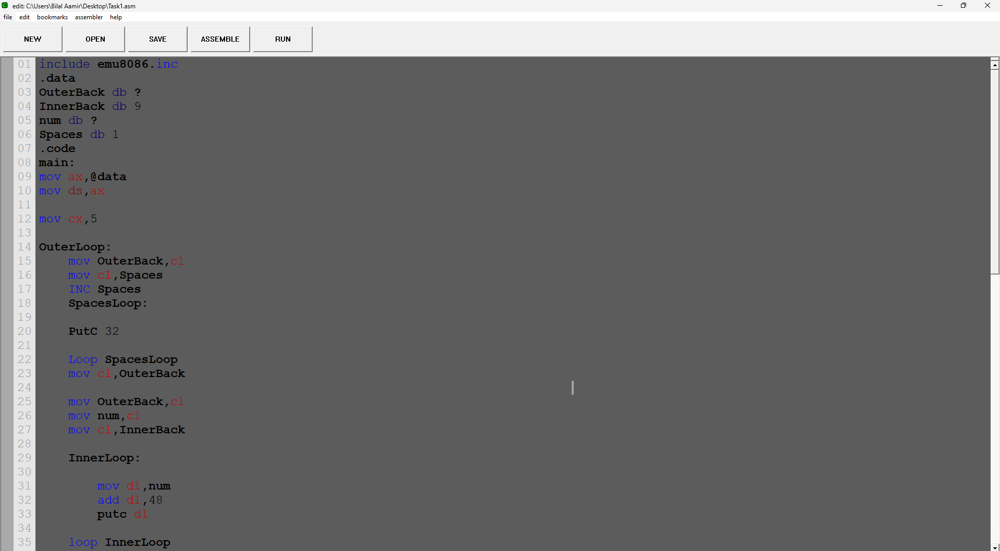 edit: C:\Users\Bilal Aamir\Desktop\Task1.asm
file edit bookmarks assembler help
NEW OPEN SAVE ASSEMBLE RUN
01 include emu8086.inc
02 .data
03 OuterBack db ?
04 InnerBack db 9
05 num db ?
06 Spaces db 1
07 .code
08 main:
09 mov ax,@data
10 mov ds,ax
11
12 mov cx,5
13
14 OuterLoop:
15     mov OuterBack,cl
16     mov cl,Spaces
17     INC Spaces
18     SpacesLoop:
19
20     PutC 32
21
22     Loop SpacesLoop
23     mov cl,OuterBack
24
25     mov OuterBack,cl
26     mov num,cl
27     mov cl,InnerBack
28
29     InnerLoop:
30
31         mov dl,num
32         add dl,48
33         putc dl
34
35     loop InnerLoop